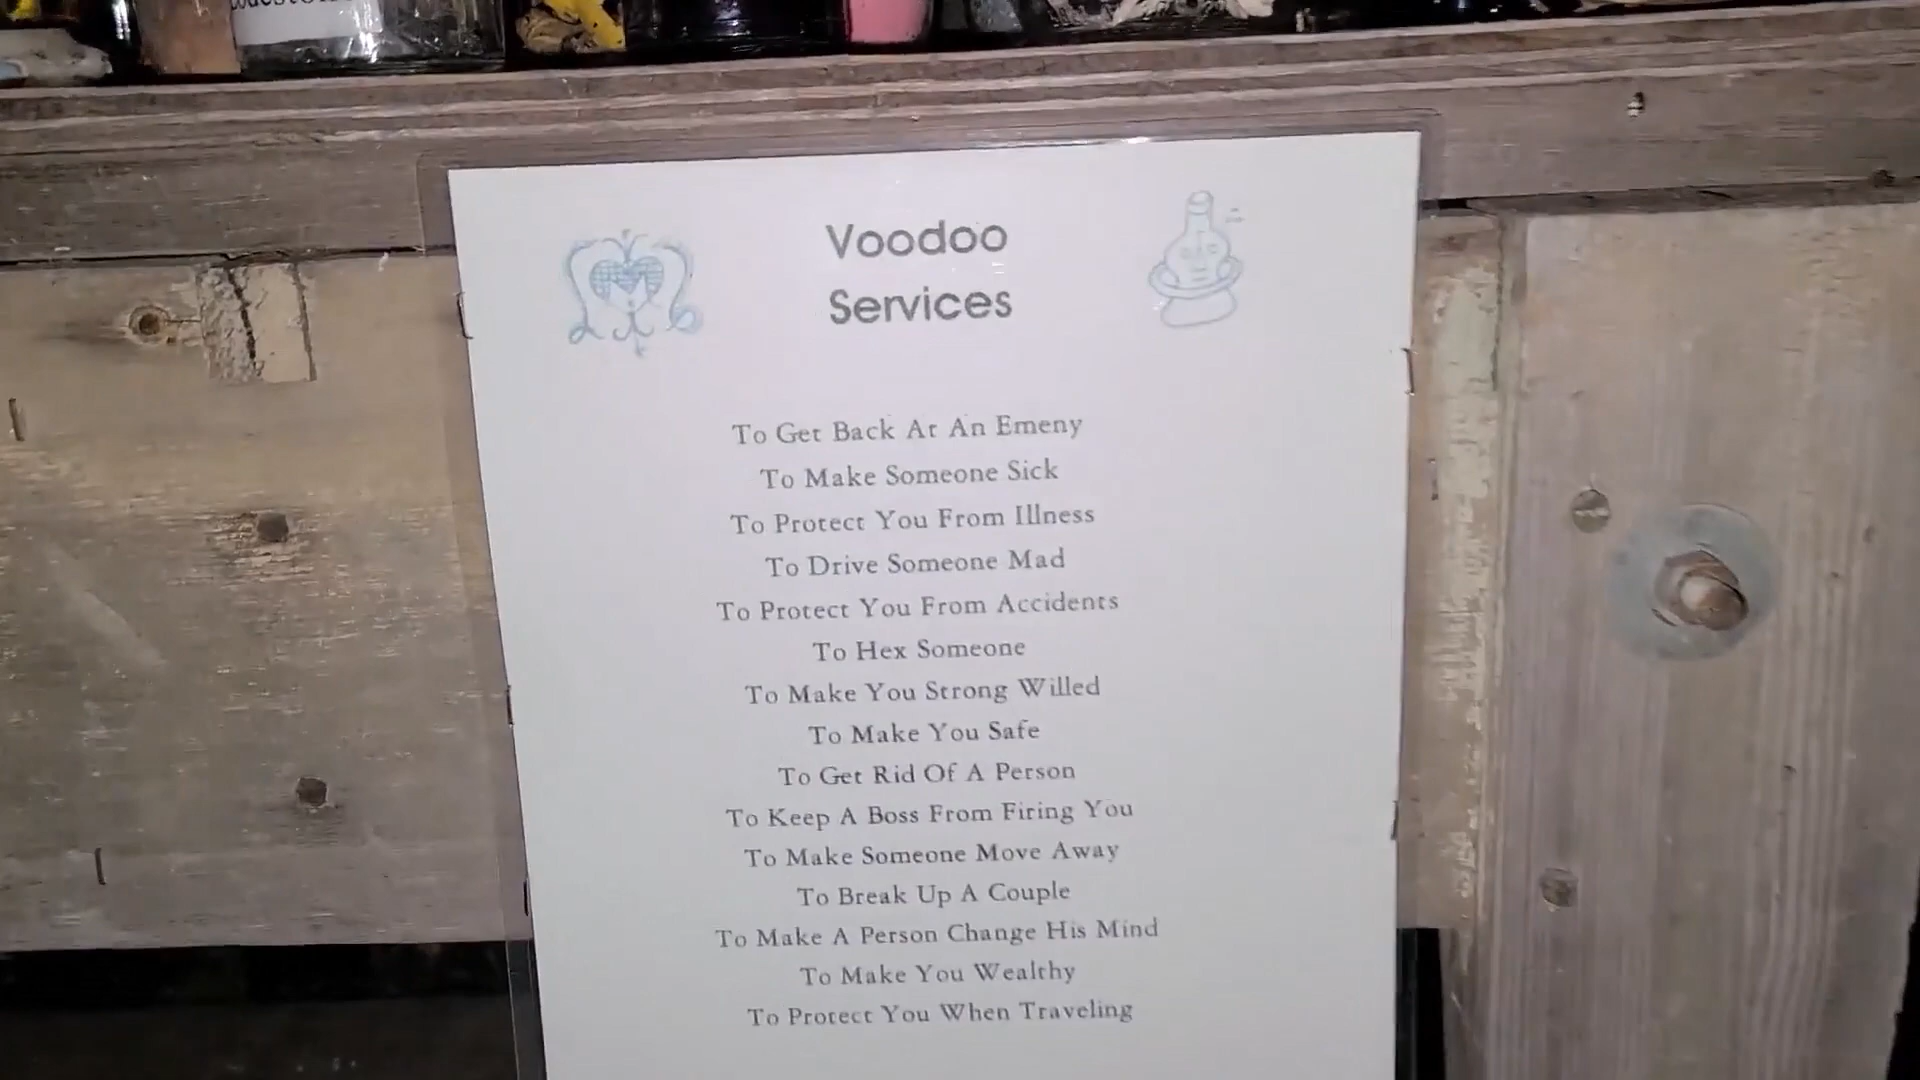 Voodoo
Services
To Get Back At An Emeny
To Make Someone Sick
To Protect You From Illness
To Drive Someone Mad
To Protect You From Accidents
To Hex Someone
To Make You Strong Willed
To Make You Safe
To Get Rid Of A Person
To Keep A Boss From Firing You
To Make Someone Move Away
To Break Up A Couple
To Make A Person Change His Mind
To Make You Wealthy
To Protect You When Traveling